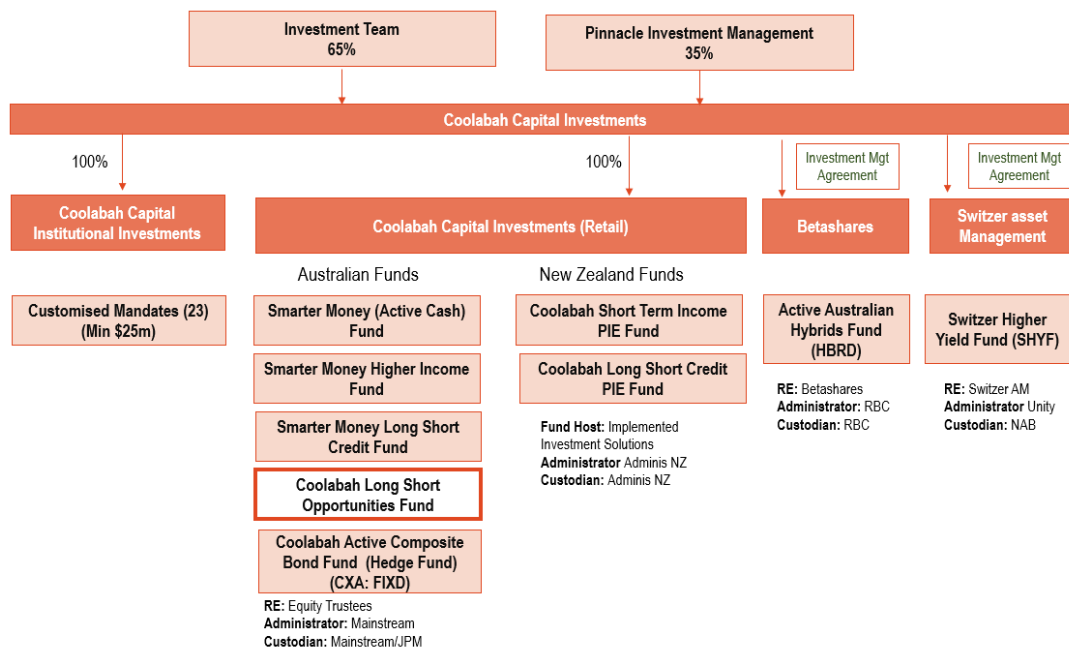 Investment Team
65%
Pinnacle Investment Management
35%
Coolabah Capital Investments
100%
100%
Investment Mgt
Agreement
Investment Mgt
Agreement
Coolabah Capital
Institutional Investments
Coolabah Capital Investments (Retail)
Betashares
Switzer asset
Management
Australian Funds
New Zealand Funds
Customised Mandates (23)
(Min $25m)
Smarter Money (Active Cash)
Fund
Smarter Money Higher Income
Fund
Smarter Money Long Short
Credit Fund
Coolabah Long Short
Opportunities Fund
Coolabah Active Composite
Bond Fund (Hedge Fund)
(CXA: FIXD)
RE: Equity Trustees
Administrator: Mainstream
Custodian: Mainstream/JPM
Coolabah Short Term Income
PIE Fund
Coolabah Long Short Credit
PIE Fund
Fund Host: Implemented
Investment Solutions
Administrator Adminis NZ
Custodian: Adminis NZ
Active Australian
Hybrids Fund
(HBRD)
RE: Betashares
Administrator: RBC
Custodian: RBC
Switzer Higher
Yield Fund (SHYF)
RE: Switzer AM
Administrator Unity
Custodian: NAB